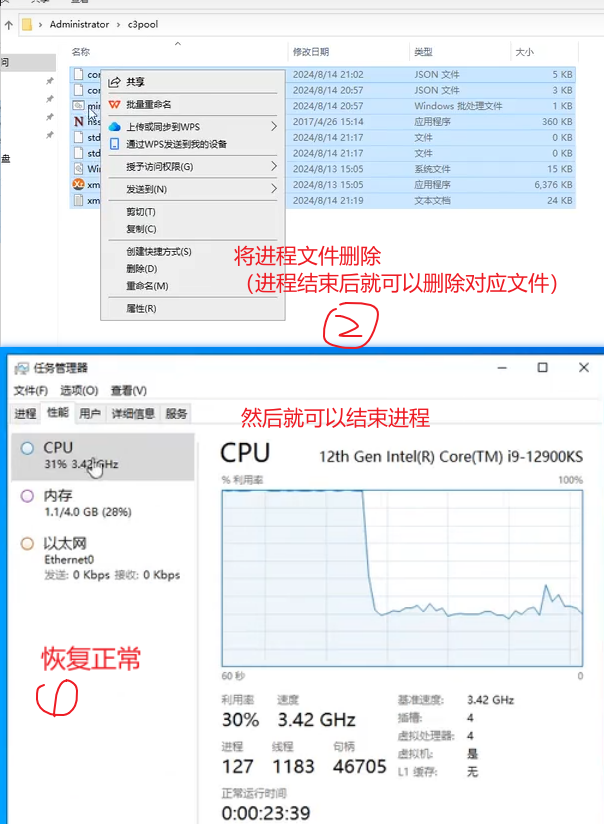 Administrator › c3pool
名称 修改日期 类型 大小
2024/8/14 21:02 JSON 文件 5 KB
2024/8/14 20:57 JSON 文件 3 KB
2024/8/14 20:57 Windows 批处理文件 1 KB
2017/4/26 15:14 应用程序 360 KB
std 2024/8/14 21:17 文件 0 KB
std 2024/8/14 21:17 文件 0 KB
2024/8/13 15:05 系统文件 15 KB
xm 2024/8/13 15:05 应用程序 6,376 KB
xm 2024/8/14 21:19 文本文档 24 KB
共享
批量重命名
上传或同步到WPS
通过WPS发送到我的设备
授予访问权限(G)
发送到(N)
剪切(T)
复制(C)
创建快捷方式(S)
删除(D)
重命名(M)
属性(R)
将进程文件删除
（进程结束后就可以删除对应文件）
2
任务管理器
文件(F) 选项(O) 查看(V)
进程 性能 用户 详细信息 服务
然后就可以结束进程
CPU
31% 3.42 GHz
内存
1.1/4.0 GB (28%)
以太网
Ethernet0
发送: 0 Kbps 接收: 0 Kbps
恢复正常
CPU 12th Gen Intel(R) Core(TM) i9-12900KS
% 利用率 100%
60 秒 0
利用率 速度
30% 3.42 GHz
进程 线程 句柄
127 1183 46705
正常运行时间
0:00:23:39
基准速度: 3.42 GHz
插槽: 4
虚拟处理器: 4
虚拟机: 是
L1 缓存: 无